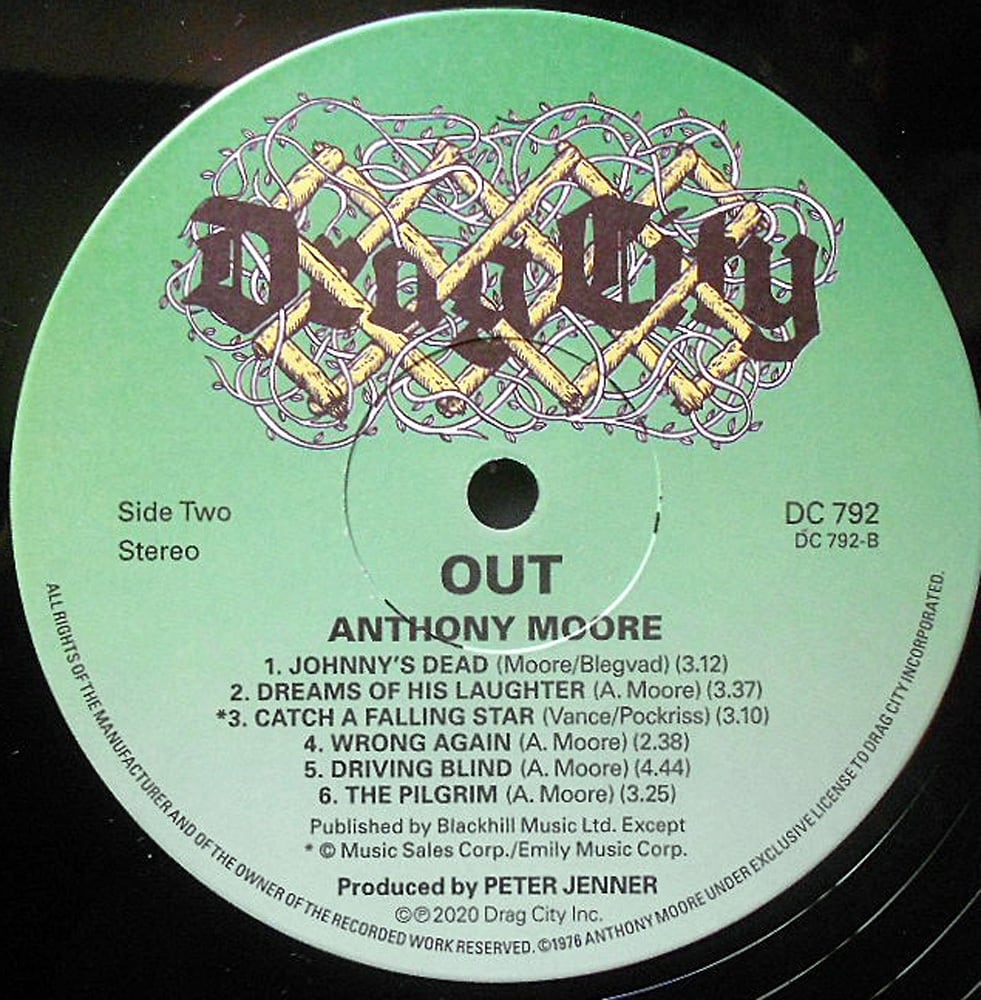 Drag City
Side Two
Stereo
DC 792
DC 792-B
OUT
ANTHONY MOORE
1. JOHNNY'S DEAD (Moore/Blegvad) (3.12)
2. DREAMS OF HIS LAUGHTER (A. Moore) (3.37)
*3. CATCH A FALLING STAR (Vance/Pockriss) (3.10)
4. WRONG AGAIN (A. Moore) (2.38)
5. DRIVING BLIND (A. Moore) (4.44)
6. THE PILGRIM (A. Moore) (3.25)
Published by Blackhill Music Ltd. Except
* © Music Sales Corp./Emily Music Corp.
Produced by PETER JENNER
©℗2020 Drag City Inc.
ALL RIGHTS OF THE MANUFACTURER AND OF THE OWNER OF THE RECORDED WORK RESERVED. ©1976 ANTHONY MOORE UNDER EXCLUSIVE LICENSE TO DRAG CITY INCORPORATED.